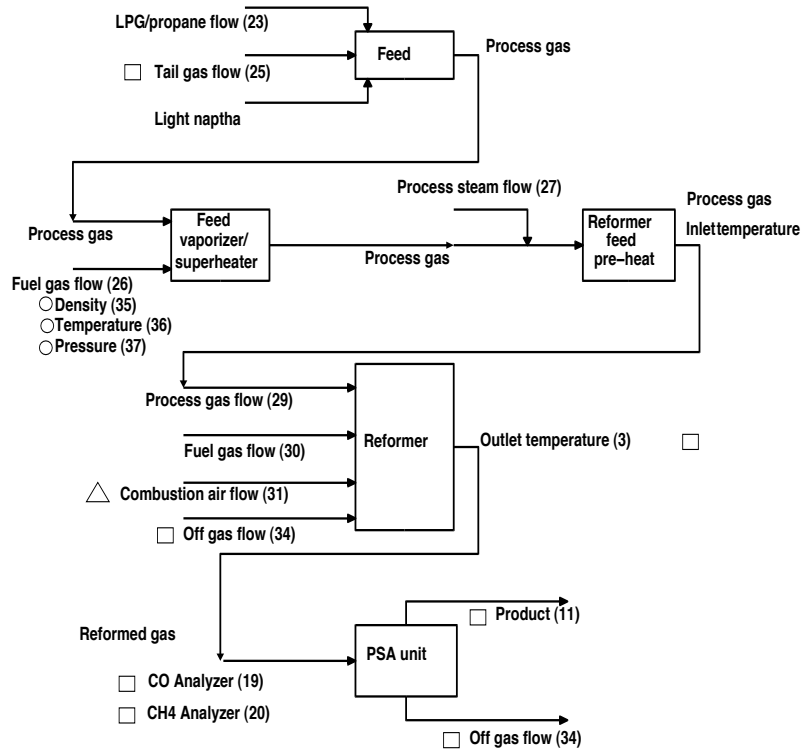 LPG/propane flow (23)
Feed
Process gas
Tail gas flow (25)
Light naptha
Process steam flow (27)
Process gas
Inlet temperature
Feed
vaporizer/
superheater
Reformer
feed
pre−heat
Process gas
Process gas
Fuel gas flow (26)
Density (35)
Temperature (36)
Pressure (37)
Process gas flow (29)
Reformer
Outlet temperature (3)
Fuel gas flow (30)
Combustion air flow (31)
Off gas flow (34)
Product (11)
Reformed gas
PSA unit
CO Analyzer (19)
CH4 Analyzer (20)
Off gas flow (34)